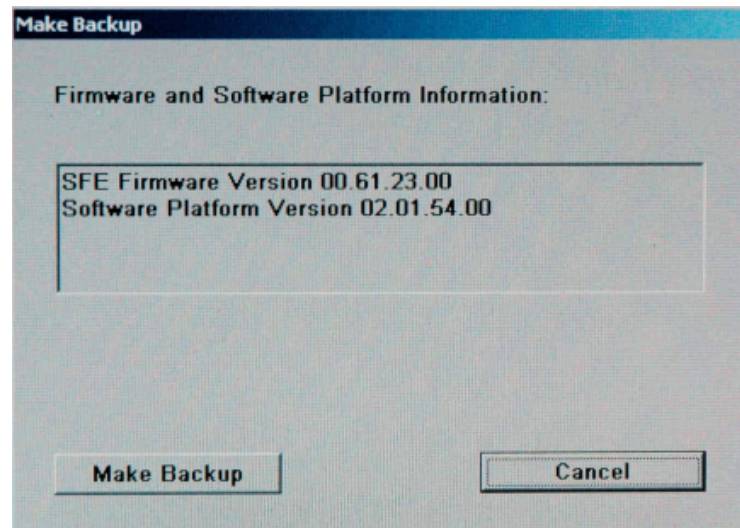 Make Backup
Firmware and Software Platform Information:
SFE Firmware Version 00.61.23.00
Software Platform Version 02.01.54.00
Make Backup
Cancel